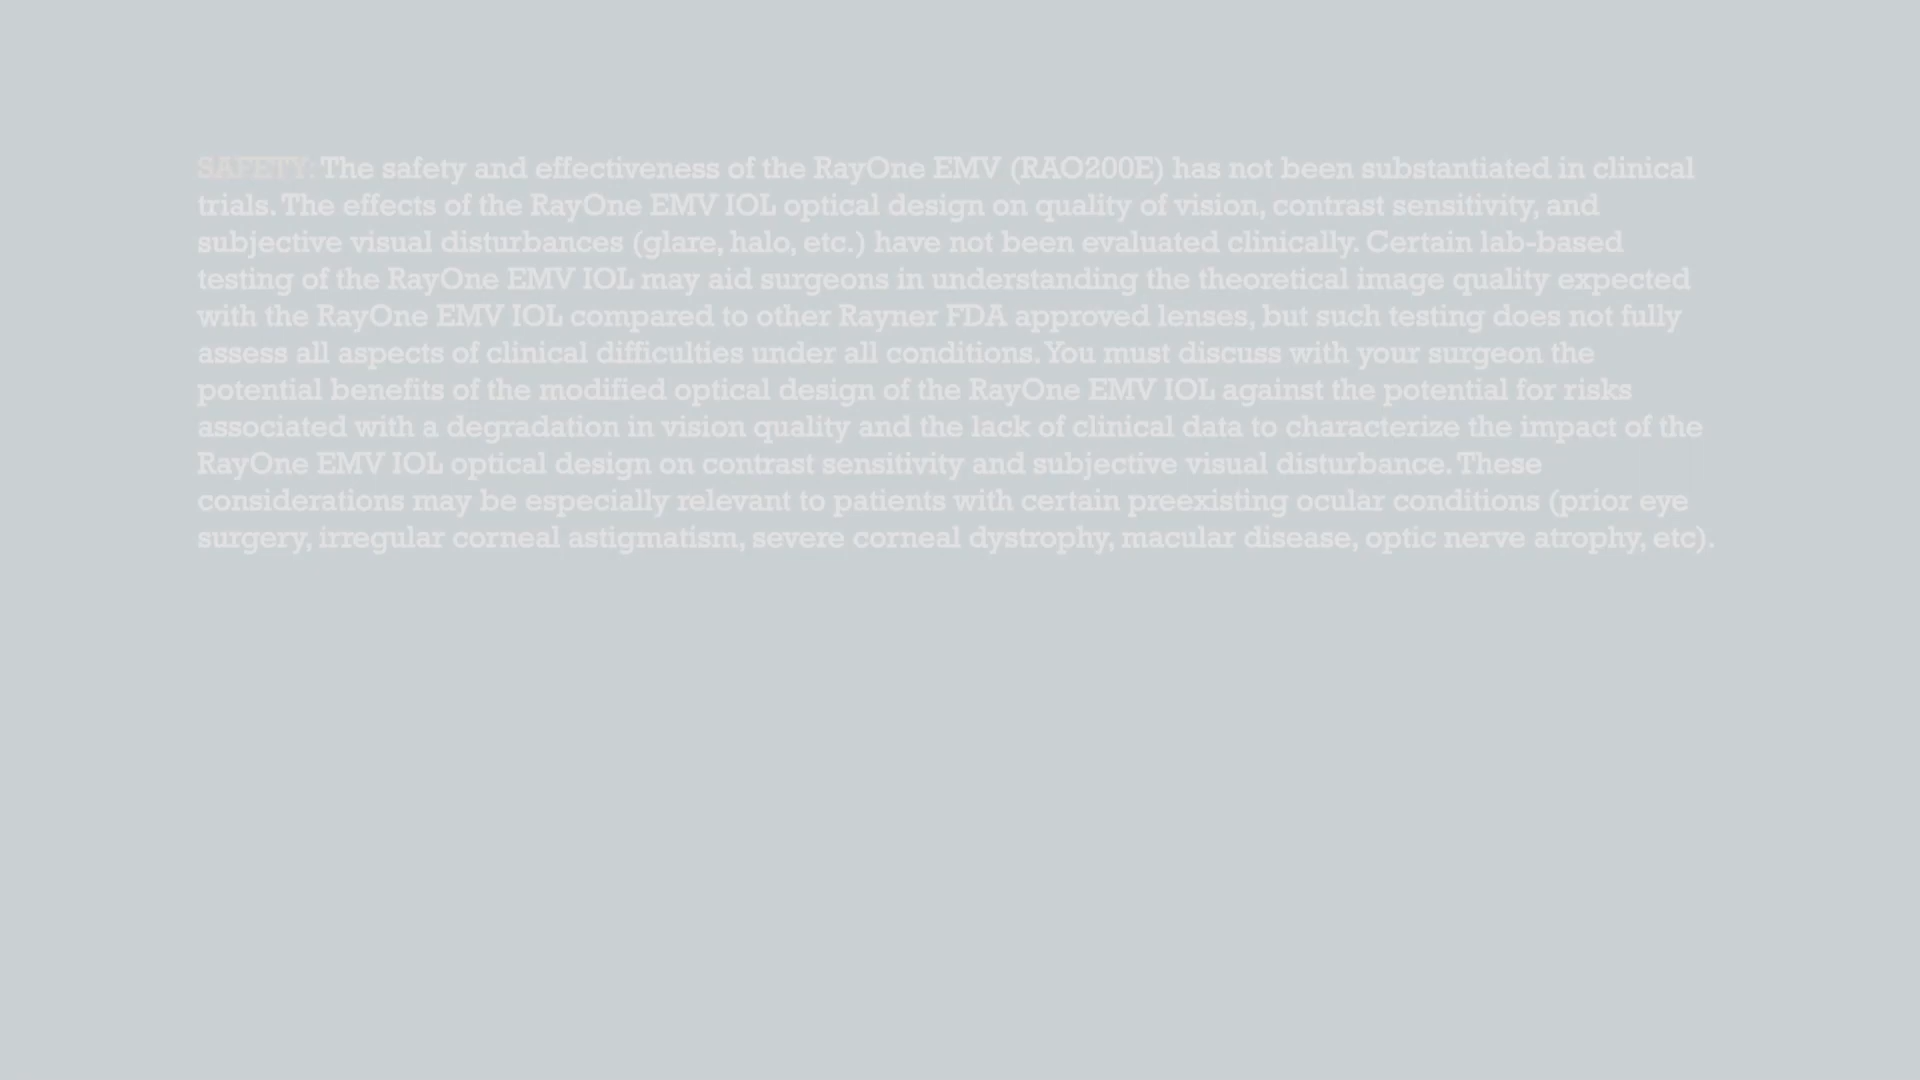 SAFETY: The safety and effectiveness of the RayOne EMV (RAO200E) has not been substantiated in clinical
trials. The effects of the RayOne EMV IOL optical design on quality of vision, contrast sensitivity, and
subjective visual disturbances (glare, halo, etc.) have not been evaluated clinically. Certain lab-based
testing of the RayOne EMV IOL may aid surgeons in understanding the theoretical image quality expected
with the RayOne EMV IOL compared to other Rayner FDA approved lenses, but such testing does not fully
assess all aspects of clinical difficulties under all conditions. You must discuss with your surgeon the
potential benefits of the modified optical design of the RayOne EMV IOL against the potential for risks
associated with a degradation in vision quality and the lack of clinical data to characterize the impact of the
RayOne EMV IOL optical design on contrast sensitivity and subjective visual disturbance. These
considerations may be especially relevant to patients with certain preexisting ocular conditions (prior eye
surgery, irregular corneal astigmatism, severe corneal dystrophy, macular disease, optic nerve atrophy, etc).